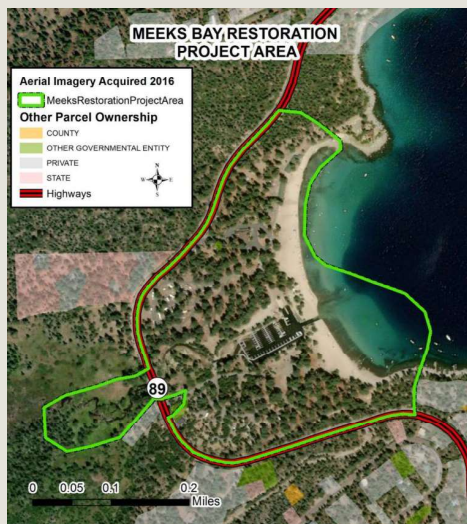 MEEKS BAY RESTORATION
PROJECT AREA
Aerial Imagery Acquired 2016
MeeksRestorationProjectArea
Other Parcel Ownership
COUNTY
OTHER GOVERNMENTAL ENTITY
PRIVATE
STATE
Highways
N
W E
S
89
0 0.05 0.1 0.2
Miles